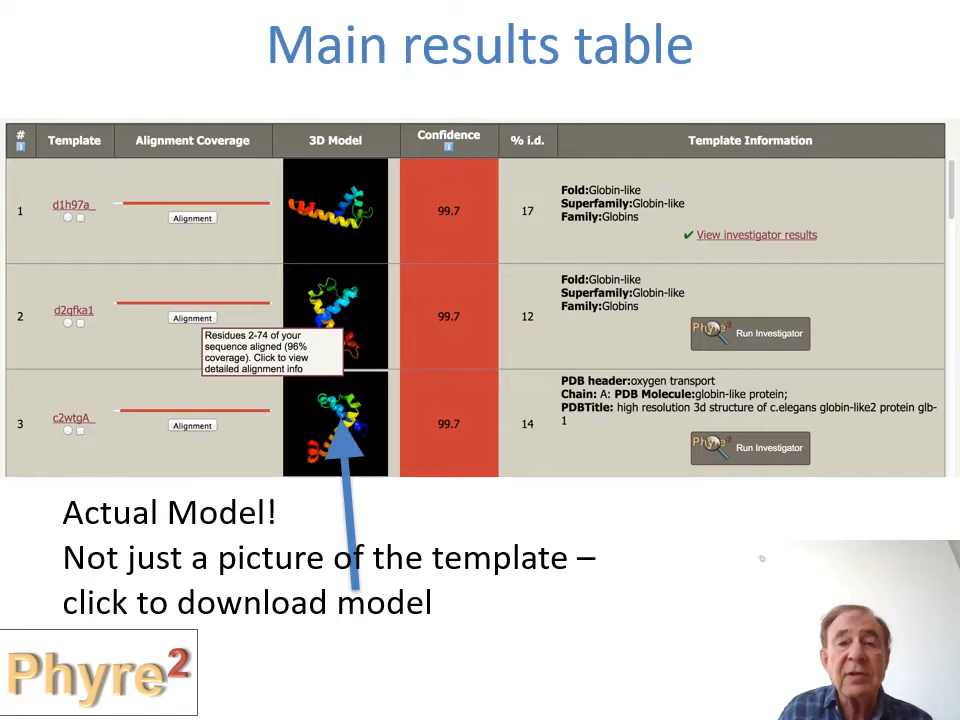 Main results table
# Template Alignment Coverage 3D Model Confidence % i.d. Template Information
1 d1h97a_ Alignment 99.7 17
Fold:Globin-like
Superfamily:Globin-like
Family:Globins
View investigator results
2 d2qfka1 Alignment 99.7 12
Fold:Globin-like
Superfamily:Globin-like
Family:Globins
Phyre2 Run Investigator
Residues 2-74 of your
sequence aligned (96%
coverage). Click to view
detailed alignment info
3 c2wtgA_ Alignment 99.7 14
PDB header:oxygen transport
Chain: A: PDB Molecule:globin-like protein;
PDBTitle: high resolution 3d structure of c.elegans globin-like2 protein glb-
1
Phyre2 Run Investigator
Actual Model!
Not just a picture of the template –
click to download model
Phyre2